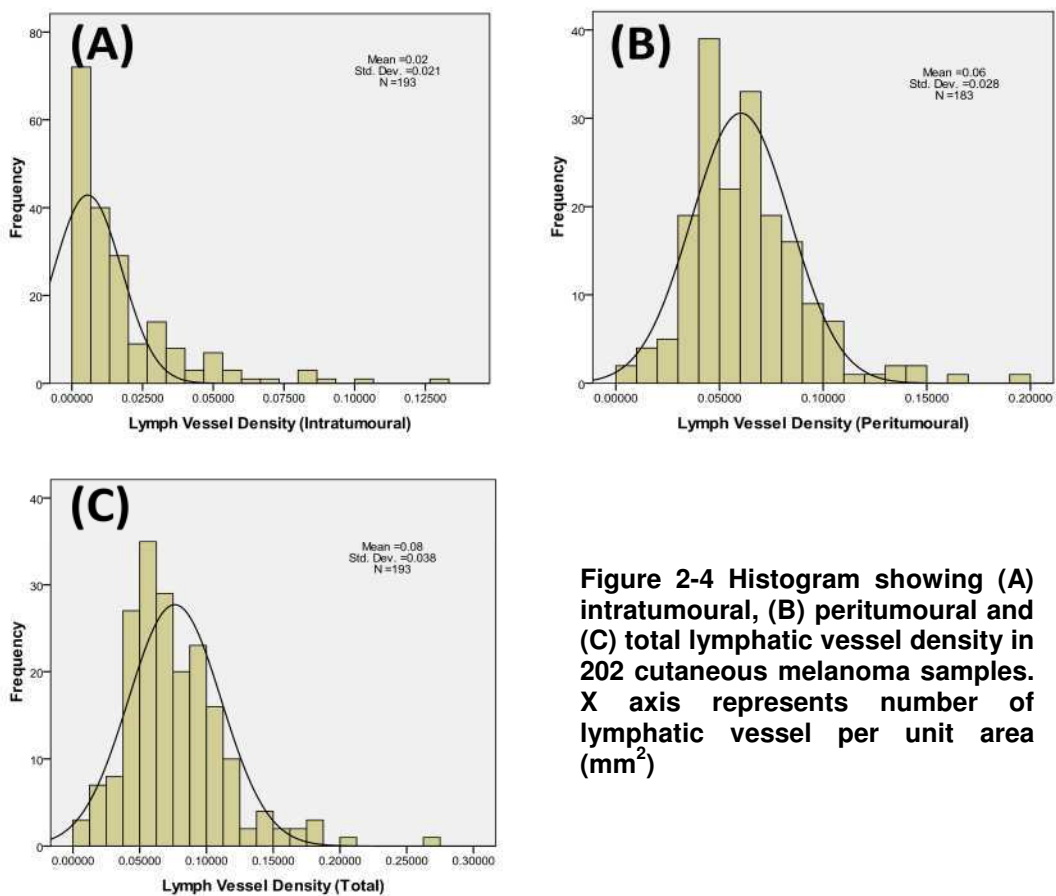 (A)
Mean =0.02
Std. Dev. =0.021
N =193
80
60
40
20
0
Frequency
0.00000 0.02500 0.05000 0.07500 0.10000 0.12500
Lymph Vessel Density (Intratumoural)
(B)
Mean =0.06
Std. Dev. =0.028
N =183
40
30
20
10
0
Frequency
0.00000 0.05000 0.10000 0.15000 0.20000
Lymph Vessel Density (Peritumoural)
(C)
Mean =0.08
Std. Dev. =0.038
N =193
40
30
20
10
0
Frequency
0.00000 0.05000 0.10000 0.15000 0.20000 0.25000 0.30000
Lymph Vessel Density (Total)
Figure 2-4 Histogram showing (A)
intratumoural, (B) peritumoural and
(C) total lymphatic vessel density in
202 cutaneous melanoma samples.
X axis represents number of
lymphatic vessel per unit area
(mm²)